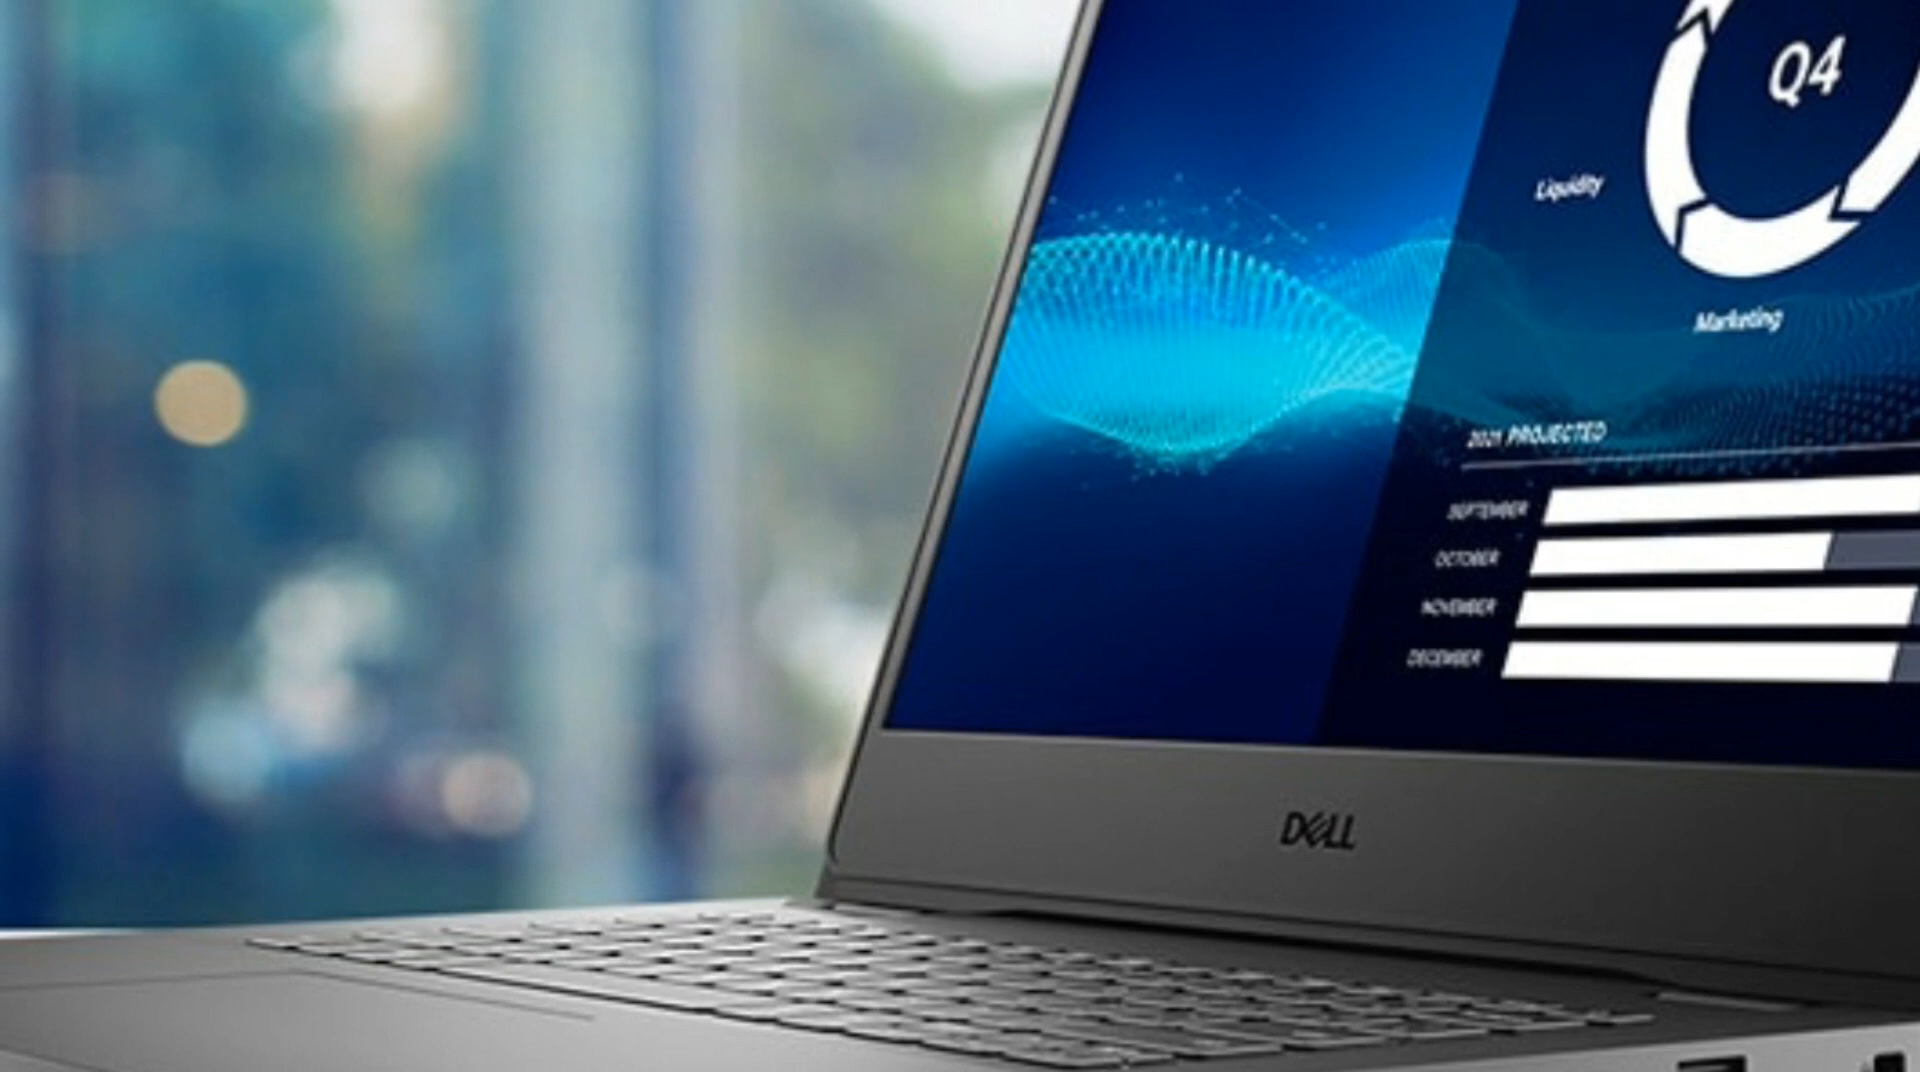 Q4
Liquidity
Marketing
2021 PROJECTED
SEPTEMBER
OCTOBER
NOVEMBER
DECEMBER
DELL